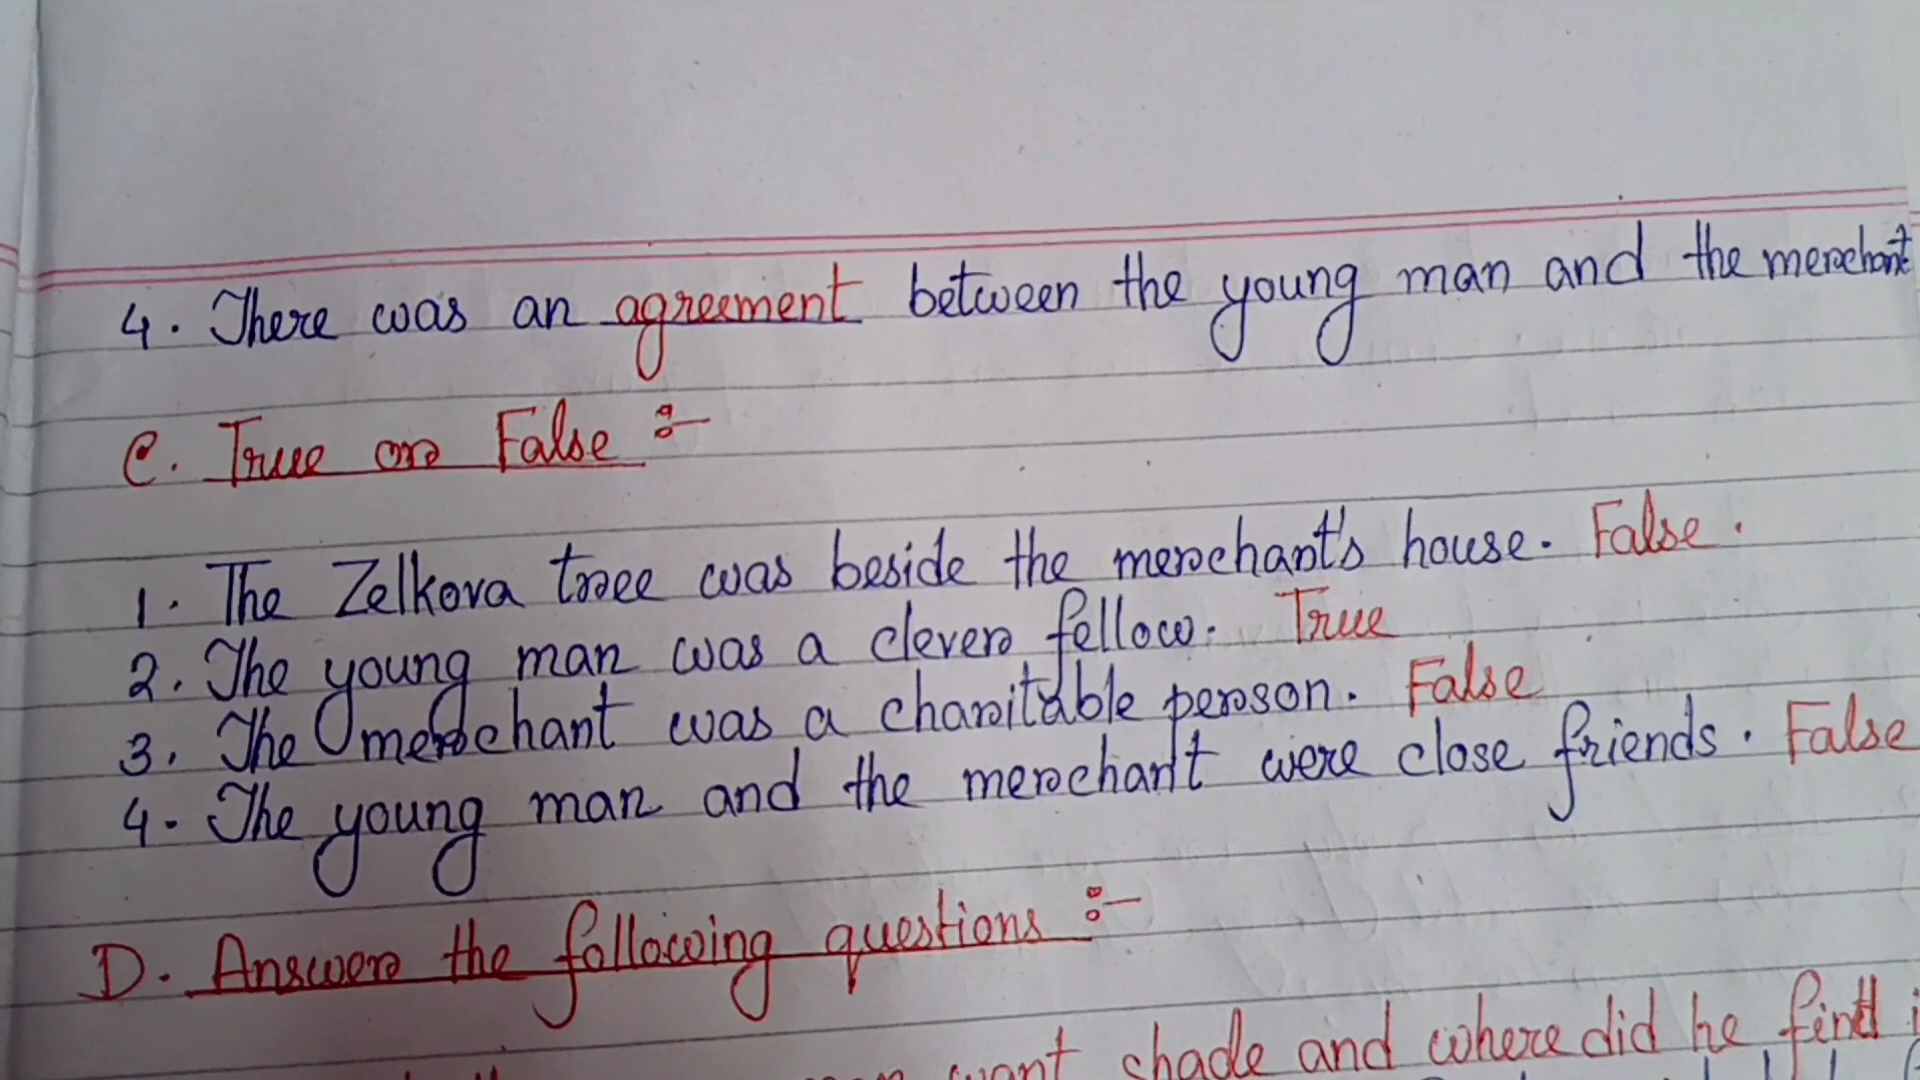 4. There was an agreement between the young man and the merchant
C. True or False :-
1. The Zelkova tree was beside the merchant's house. False.
2. The young man was a clever fellow. True
3. The merchant was a charitable person. False
4. The young man and the merchant were close friends. False
D. Answer the following questions :-
want shade and where did he find